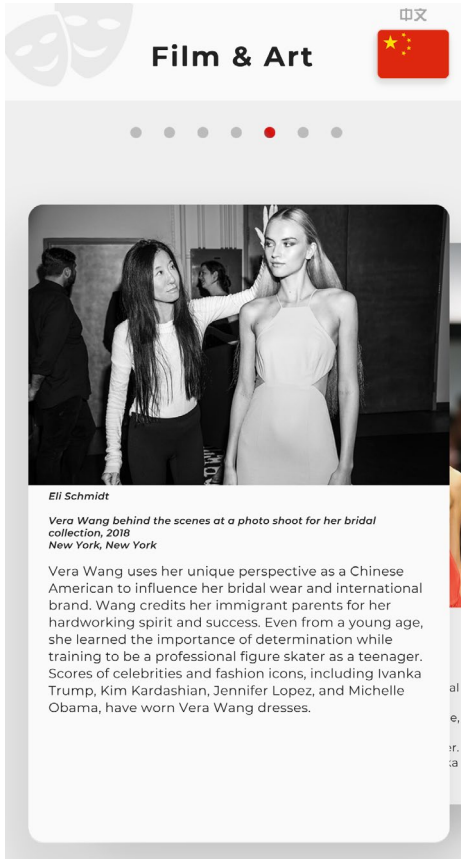 中文
Film & Art
Eli Schmidt
Vera Wang behind the scenes at a photo shoot for her bridal
collection, 2018
New York, New York
Vera Wang uses her unique perspective as a Chinese
American to influence her bridal wear and international
brand. Wang credits her immigrant parents for her
hardworking spirit and success. Even from a young age,
she learned the importance of determination while
training to be a professional figure skater as a teenager.
Scores of celebrities and fashion icons, including Ivanka
Trump, Kim Kardashian, Jennifer Lopez, and Michelle
Obama, have worn Vera Wang dresses.